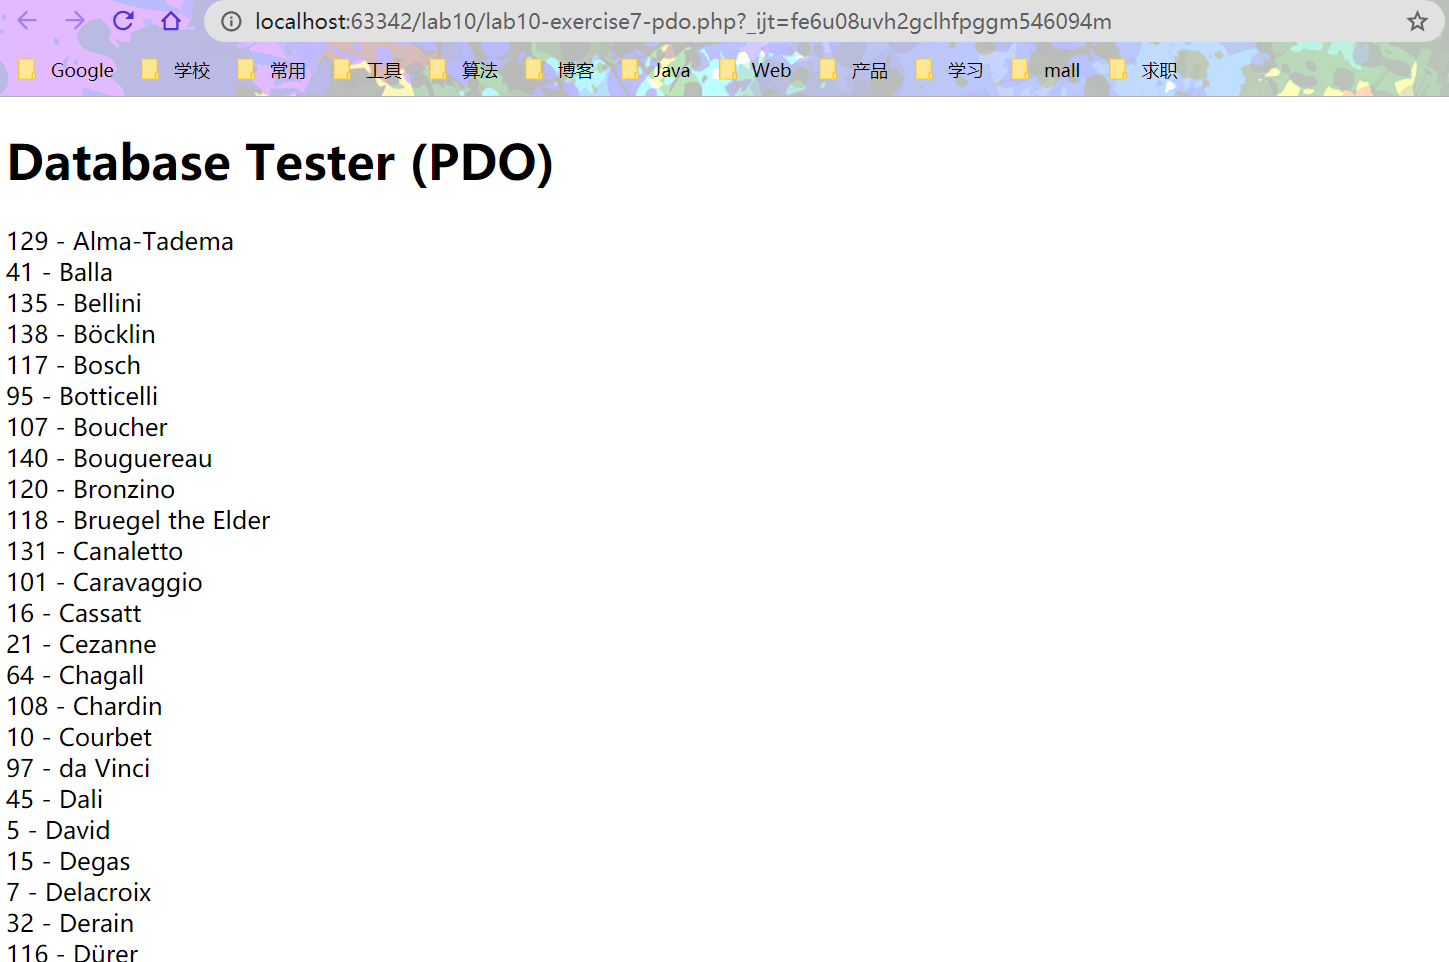 localhost:63342/lab10/lab10-exercise7-pdo.php?_ijt=fe6u08uvh2gclhfpggm546094m
Google 学校 常用 工具 算法 博客 Java Web 产品 学习 mall 求职
Database Tester (PDO)
129 - Alma-Tadema
41 - Balla
135 - Bellini
138 - Böcklin
117 - Bosch
95 - Botticelli
107 - Boucher
140 - Bouguereau
120 - Bronzino
118 - Bruegel the Elder
131 - Canaletto
101 - Caravaggio
16 - Cassatt
21 - Cezanne
64 - Chagall
108 - Chardin
10 - Courbet
97 - da Vinci
45 - Dali
5 - David
15 - Degas
7 - Delacroix
32 - Derain
116 - Dürer